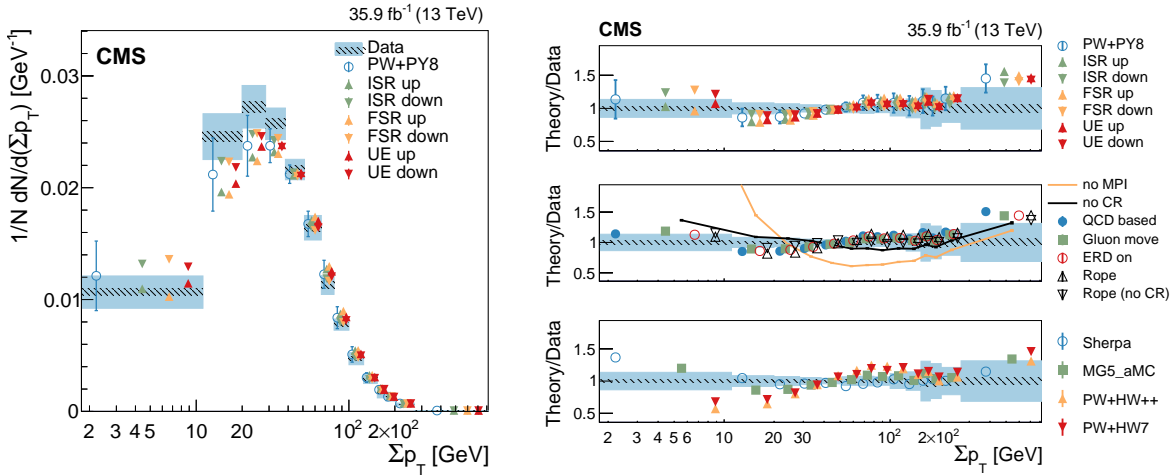 35.9 fb⁻¹ (13 TeV)
CMS
Data
PW+PY8
ISR up
ISR down
FSR up
FSR down
UE up
UE down
1/N dN/d(Σp_T) [GeV⁻¹]
0.03
0.02
0.01
0
2 3 4 5 10 20 10² 2×10²
Σp_T [GeV]
CMS
35.9 fb⁻¹ (13 TeV)
Theory/Data
1.5
1
0.5
PW+PY8
ISR up
ISR down
FSR up
FSR down
UE up
UE down
Theory/Data
1.5
1
0.5
no MPI
no CR
QCD based
Gluon move
ERD on
Rope
Rope (no CR)
Theory/Data
1.5
1
0.5
Sherpa
MG5_aMC
PW+HW++
PW+HW7
2 3 4 5 6 10 20 30 10² 2×10²
Σp_T [GeV]